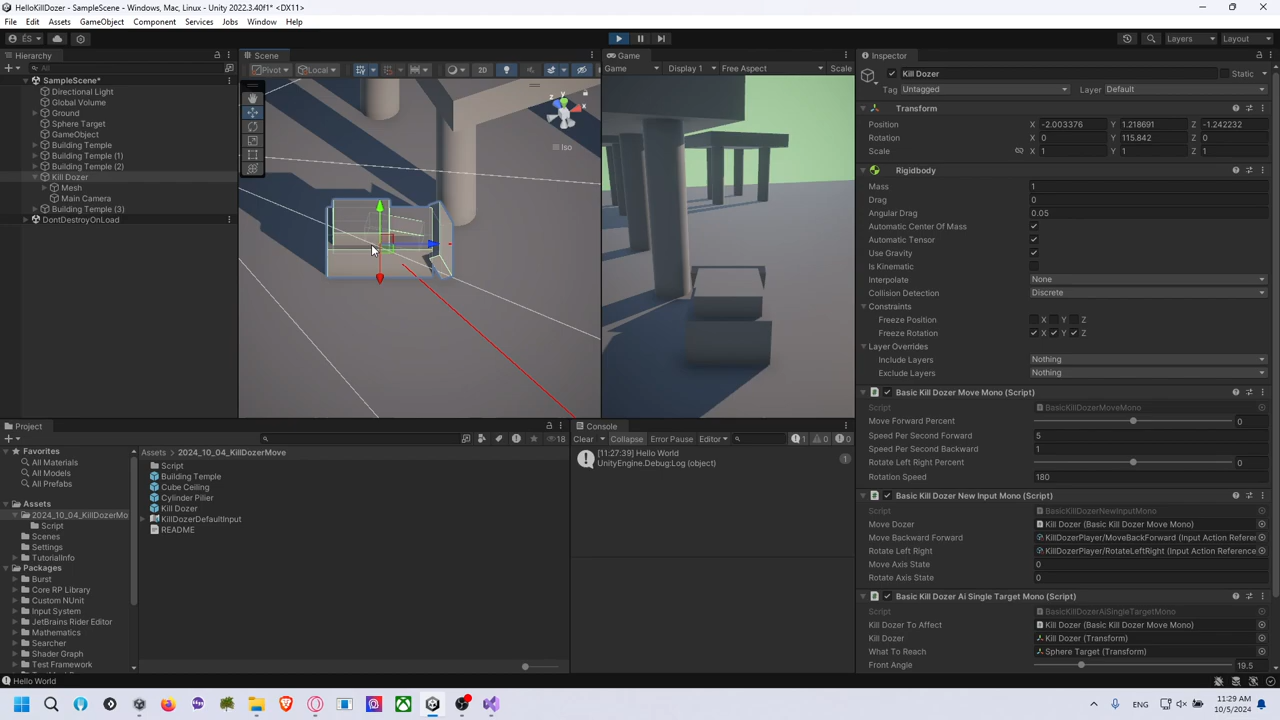 HelloKillDozer - SampleScene - Windows, Mac, Linux - Unity 2022.3.40f1* <DX11>
File Edit Assets GameObject Component Services Jobs Window Help
ÉS
Layers Layout
Hierarchy
All
SampleScene*
Directional Light
Global Volume
Ground
Sphere Target
GameObject
Building Temple
Building Temple (1)
Building Temple (2)
Kill Dozer
Mesh
Main Camera
Building Temple (3)
DontDestroyOnLoad
Scene
Pivot Local 2D
y
z x
Iso
Game
Game Display 1 Free Aspect Scale
Inspector
Kill Dozer Static
Tag Untagged Layer Default
Transform
Position X -2.003376 Y 1.218691 Z -1.242232
Rotation X 0 Y 115.842 Z 0
Scale X 1 Y 1 Z 1
Rigidbody
Mass 1
Drag 0
Angular Drag 0.05
Automatic Center Of Mass
Automatic Tensor
Use Gravity
Is Kinematic
Interpolate None
Collision Detection Discrete
Constraints
Freeze Position X Y Z
Freeze Rotation X Y Z
Layer Overrides
Include Layers Nothing
Exclude Layers Nothing
Basic Kill Dozer Move Mono (Script)
Script BasicKillDozerMoveMono
Move Forward Percent 0
Speed Per Second Forward 5
Speed Per Second Backward 1
Rotate Left Right Percent 0
Rotation Speed 180
Basic Kill Dozer New Input Mono (Script)
Script BasicKillDozerNewInputMono
Move Dozer Kill Dozer (Basic Kill Dozer Move Mono)
Move Backward Forward KillDozerPlayer/MoveBackForward (Input Action Refere
Rotate Left Right KillDozerPlayer/RotateLeftRight (Input Action Reference
Move Axis State 0
Rotate Axis State 0
Basic Kill Dozer Ai Single Target Mono (Script)
Script BasicKillDozerAiSingleTargetMono
Kill Dozer To Affect Kill Dozer (Basic Kill Dozer Move Mono)
Kill Dozer Kill Dozer (Transform)
What To Reach Sphere Target (Transform)
Front Angle 19.5
Project
18
Favorites
All Materials
All Models
All Prefabs
Assets
2024_10_04_KillDozerMo
Script
Scenes
Settings
TutorialInfo
Packages
Burst
Core RP Library
Custom NUnit
Input System
JetBrains Rider Editor
Mathematics
Searcher
Shader Graph
Test Framework
Assets > 2024_10_04_KillDozerMove
Script
Building Temple
Cube Ceiling
Cylinder Pilier
Kill Dozer
KillDozerDefaultInput
README
Console
Clear Collapse Error Pause Editor 1 0 0
[11:27:39] Hello World
UnityEngine.Debug:Log (object)
1
Hello World
ENG
11:29 AM
10/5/2024